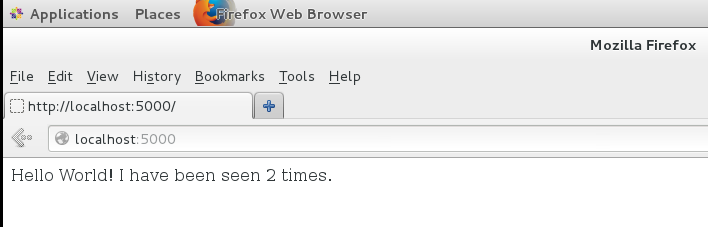 Applications Places Firefox Web Browser
Mozilla Firefox
File Edit View History Bookmarks Tools Help
http://localhost:5000/
localhost:5000
Hello World! I have been seen 2 times.